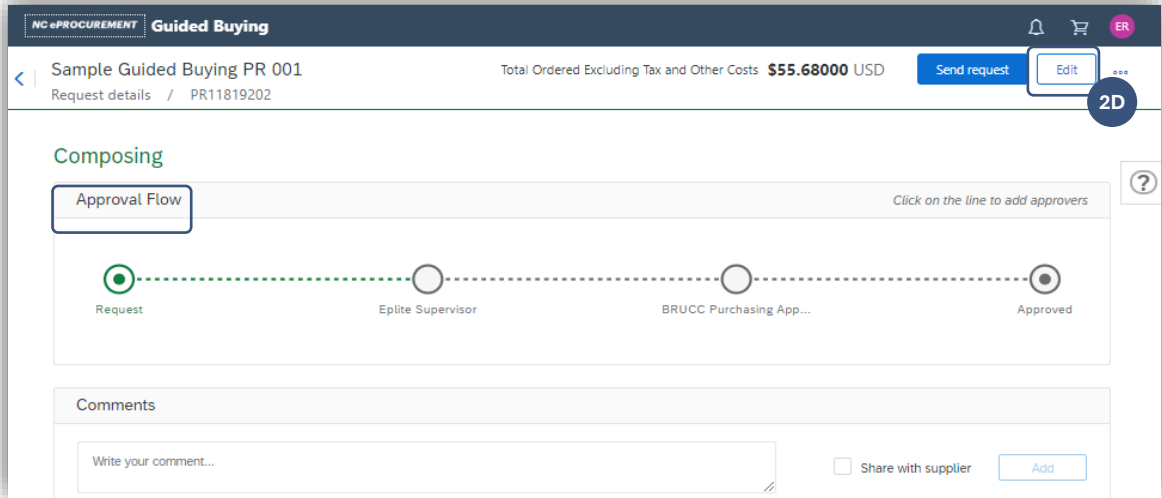 NC ePROCUREMENT Guided Buying ER
Sample Guided Buying PR 001 Total Ordered Excluding Tax and Other Costs $55.68000 USD Send request Edit
Request details / PR11819202
2D
Composing
?
Approval Flow Click on the line to add approvers
Request Eplite Supervisor BRUCC Purchasing App... Approved
Comments
Write your comment... Share with supplier Add